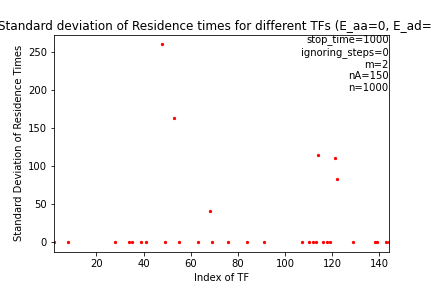 Standard deviation of Residence times for different TFs (E_aa=0, E_ad=
stop_time=1000
ignoring_steps=0
m=2
nA=150
n=1000
Standard Deviation of Residence Times
250
200
150
100
50
0
20
40
60
80
100
120
140
Index of TF